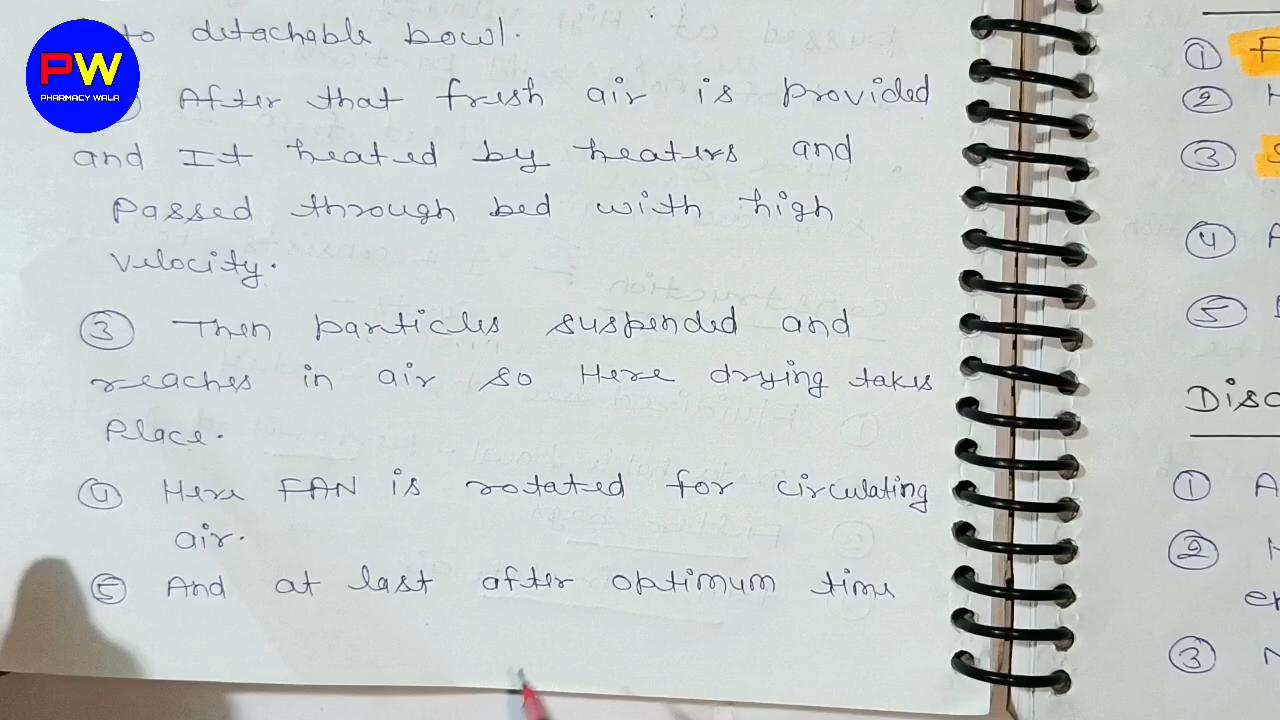 to detachable bowl.
PW
PHARMACY WALA
After that fresh air is provided
and It heated by heaters and
passed through bed with high
velocity.
③ Then particles suspended and
reaches in air so Here drying takes
place.
④ Here FAN is rotated for circulating
air.
⑤ And at last after optimum time
①
②
③
④ A
⑤
Disc
① A
②
③